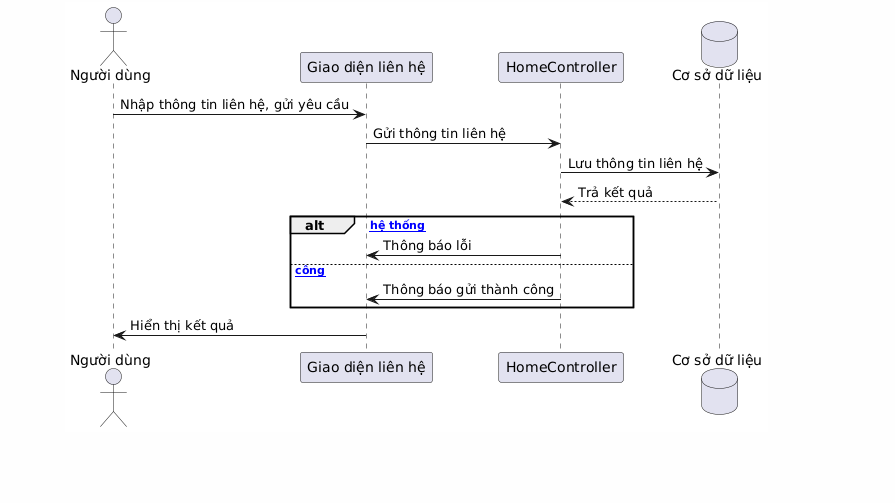 Người dùng
Giao diện liên hệ
HomeController
Cơ sở dữ liệu
Nhập thông tin liên hệ, gửi yêu cầu
Gửi thông tin liên hệ
Lưu thông tin liên hệ
Trả kết quả
alt
hệ thống
Thông báo lỗi
công
Thông báo gửi thành công
Hiển thị kết quả
Người dùng
Giao diện liên hệ
HomeController
Cơ sở dữ liệu